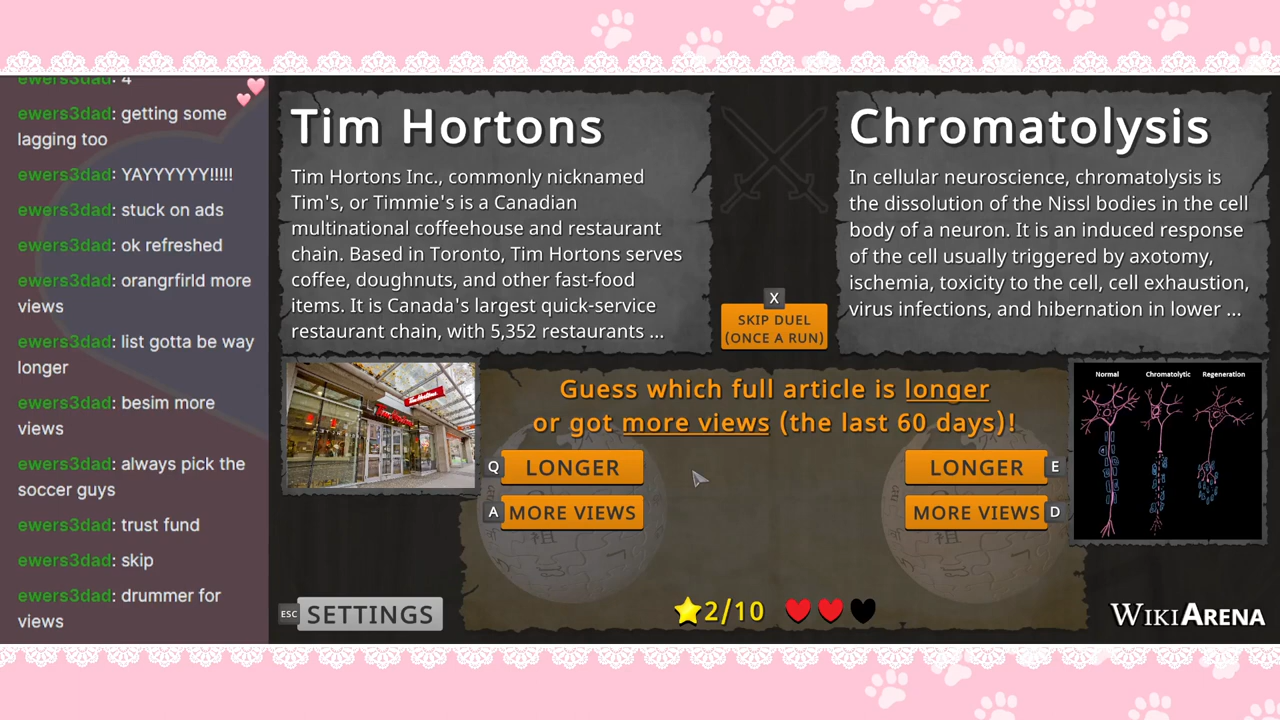 ewers3dad: 4
ewers3dad: getting some
lagging too
ewers3dad: YAYYYYYY!!!!!
ewers3dad: stuck on ads
ewers3dad: ok refreshed
ewers3dad: orangrfirld more
views
ewers3dad: list gotta be way
longer
ewers3dad: besim more
views
ewers3dad: always pick the
soccer guys
ewers3dad: trust fund
ewers3dad: skip
ewers3dad: drummer for
views
Tim Hortons
Tim Hortons Inc., commonly nicknamed
Tim's, or Timmie's is a Canadian
multinational coffeehouse and restaurant
chain. Based in Toronto, Tim Hortons serves
coffee, doughnuts, and other fast-food
items. It is Canada's largest quick-service
restaurant chain, with 5,352 restaurants ...
X
SKIP DUEL
(ONCE A RUN)
Chromatolysis
In cellular neuroscience, chromatolysis is
the dissolution of the Nissl bodies in the cell
body of a neuron. It is an induced response
of the cell usually triggered by axotomy,
ischemia, toxicity to the cell, cell exhaustion,
virus infections, and hibernation in lower ...
Guess which full article is longer
or got more views (the last 60 days)!
Q LONGER
A MORE VIEWS
LONGER E
MORE VIEWS D
Normal Chromatolytic Regeneration
ESC SETTINGS
2/10
WIKIARENA